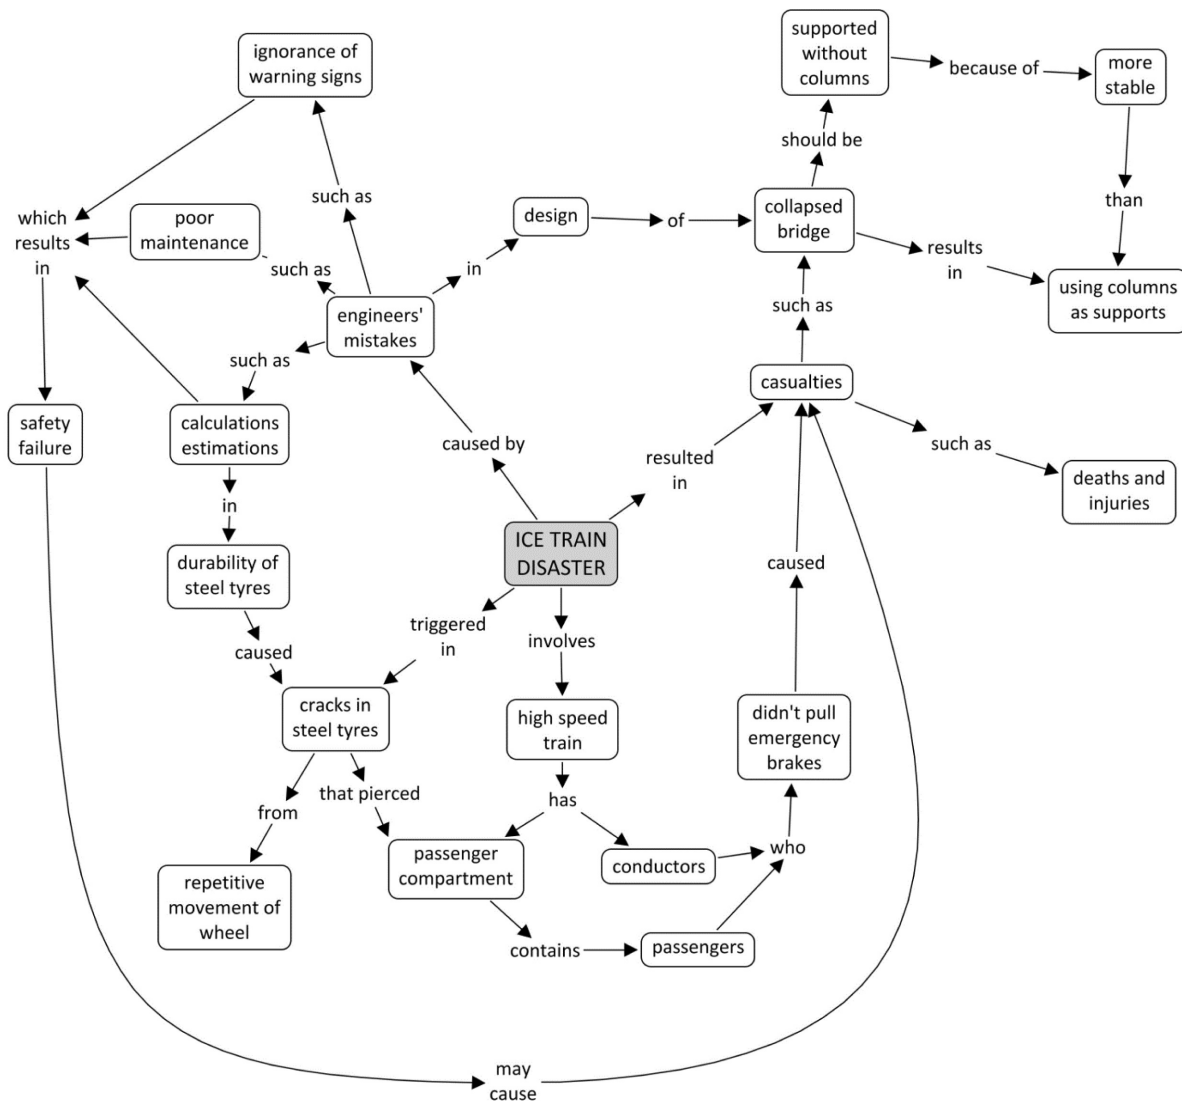 supported
without
columns
ignorance of
warning signs
because of
more
stable
should be
such as
which
results
in
poor
maintenance
design
of
collapsed
bridge
than
results
in
such as
in
using columns
as supports
engineers'
mistakes
such as
such as
casualties
safety
failure
calculations
estimations
caused by
resulted
in
such as
deaths and
injuries
in
ICE TRAIN
DISASTER
durability of
steel tyres
caused
triggered
in
involves
caused
cracks in
steel tyres
high speed
train
didn't pull
emergency
brakes
that pierced
from
has
passenger
compartment
conductors
who
repetitive
movement of
wheel
contains
passengers
may
cause